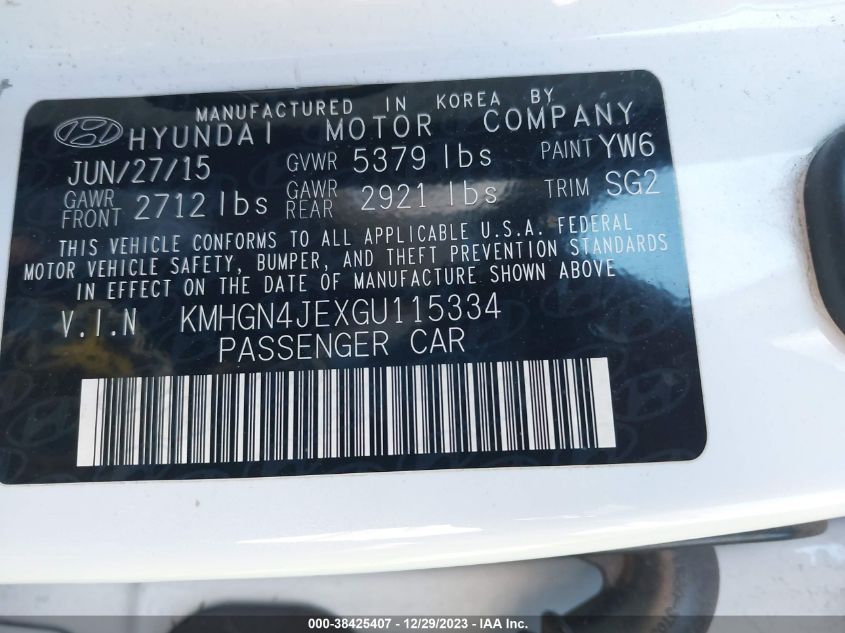 MANUFACTURED IN KOREA BY
HYUNDAI MOTOR COMPANY
JUN/27/15 GVWR 5379 lbs PAINT YW6
GAWR FRONT 2712 lbs GAWR REAR 2921 lbs TRIM SG2
THIS VEHICLE CONFORMS TO ALL APPLICABLE U.S.A. FEDERAL
MOTOR VEHICLE SAFETY, BUMPER, AND THEFT PREVENTION STANDARDS
IN EFFECT ON THE DATE OF MANUFACTURE SHOWN ABOVE.
V.I.N KMHGN4JEXGU115334
PASSENGER CAR
000-38425407 - 12/29/2023 - USA - IAA